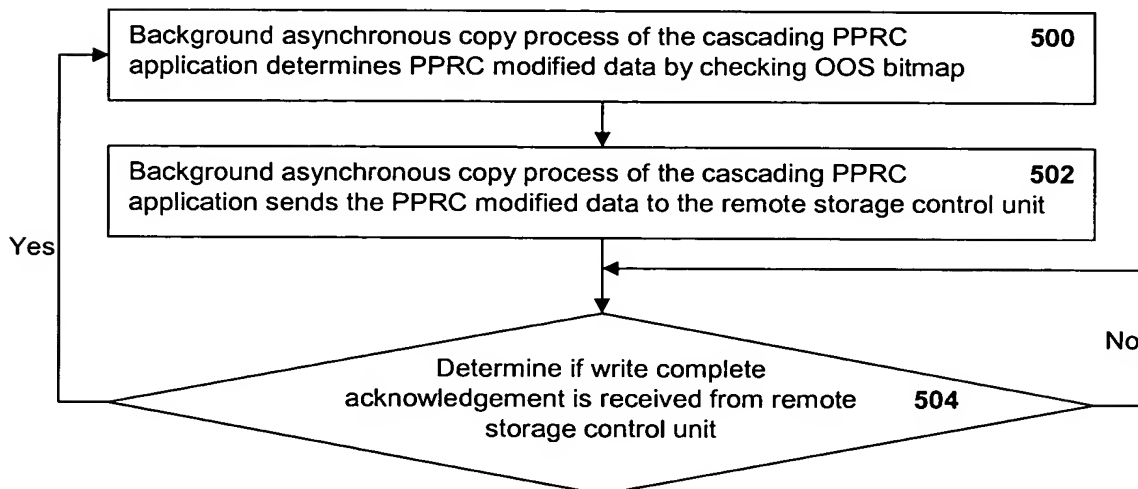 Background asynchronous copy process of the cascading PPRC 500
application determines PPRC modified data by checking OOS bitmap
Background asynchronous copy process of the cascading PPRC 502
application sends the PPRC modified data to the remote storage control unit
Yes
No
Determine if write complete
acknowledgement is received from remote 504
storage control unit